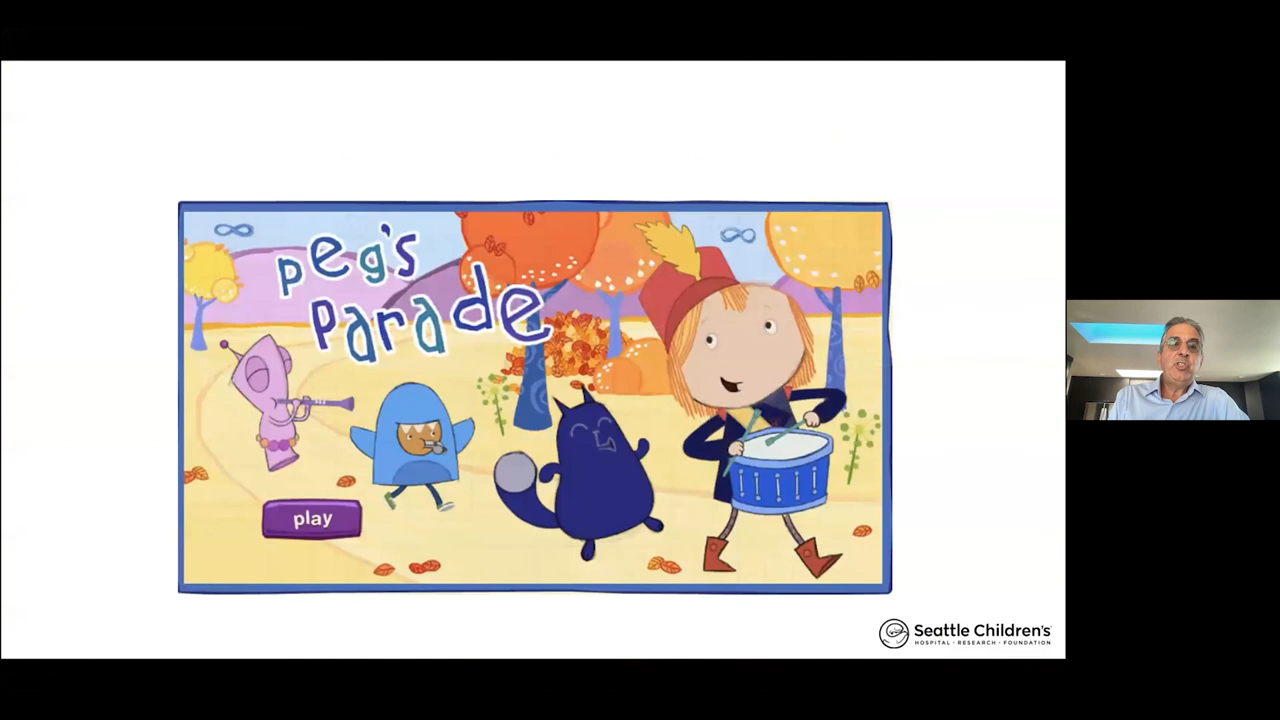 peg's
parade
play
Seattle Children's
HOSPITAL · RESEARCH · FOUNDATION